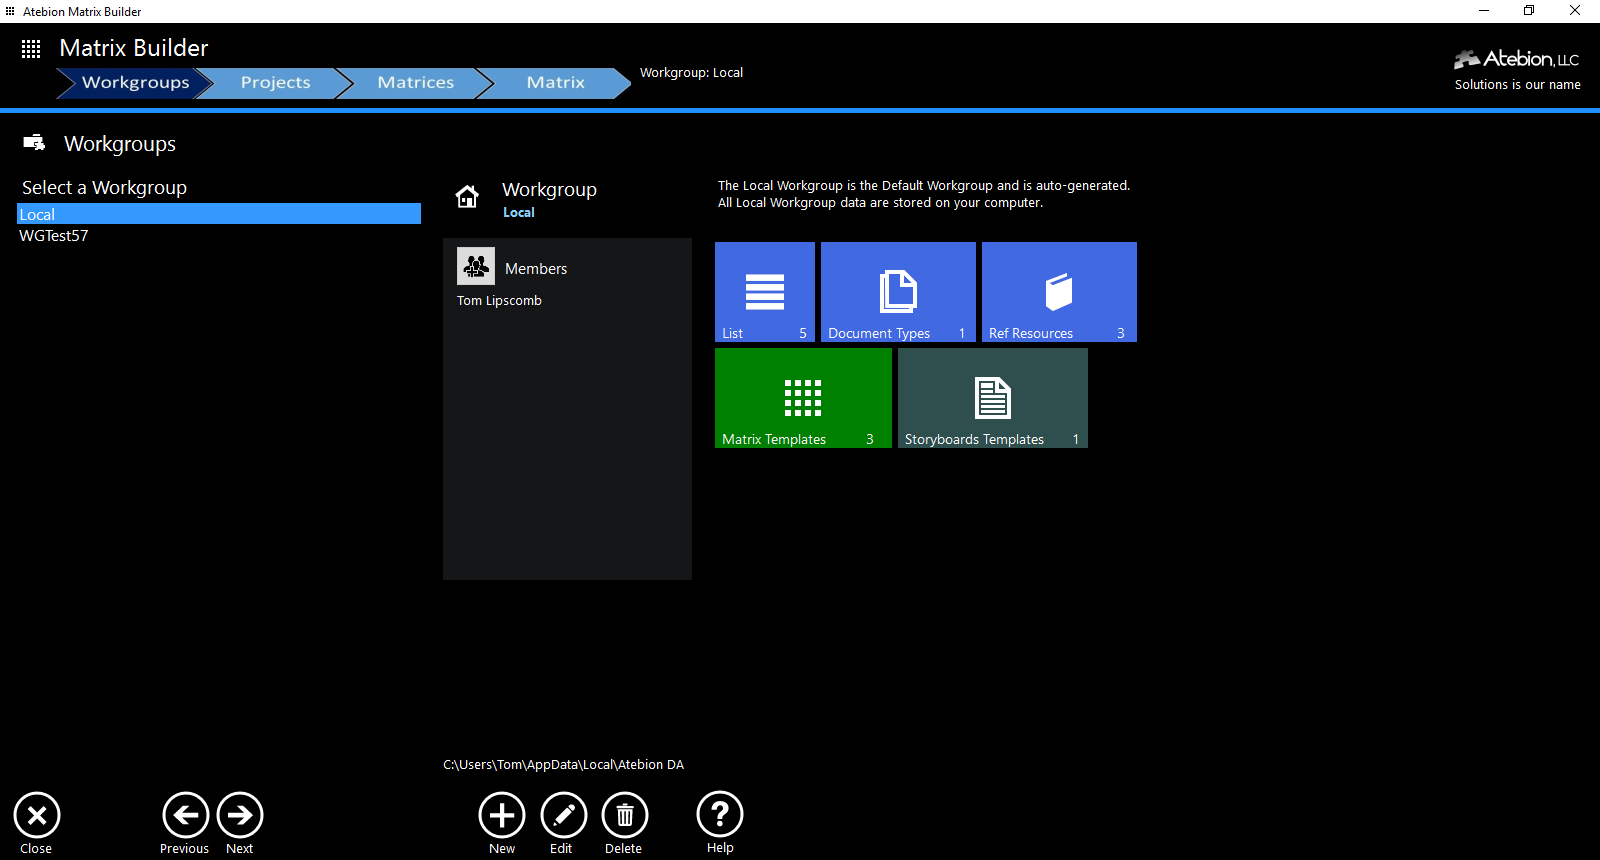 Atebion Matrix Builder
Matrix Builder
Workgroups
Projects
Matrices
Matrix
Workgroup: Local
Atebion, LLC
Solutions is our name
Workgroups
Select a Workgroup
Local
WGTest57
Workgroup
Local
Members
Tom Lipscomb
The Local Workgroup is the Default Workgroup and is auto-generated.
All Local Workgroup data are stored on your computer.
List 5
Document Types 1
Ref Resources 3
Matrix Templates 3
Storyboards Templates 1
C:\Users\Tom\AppData\Local\Atebion DA
Close
Previous
Next
New
Edit
Delete
Help